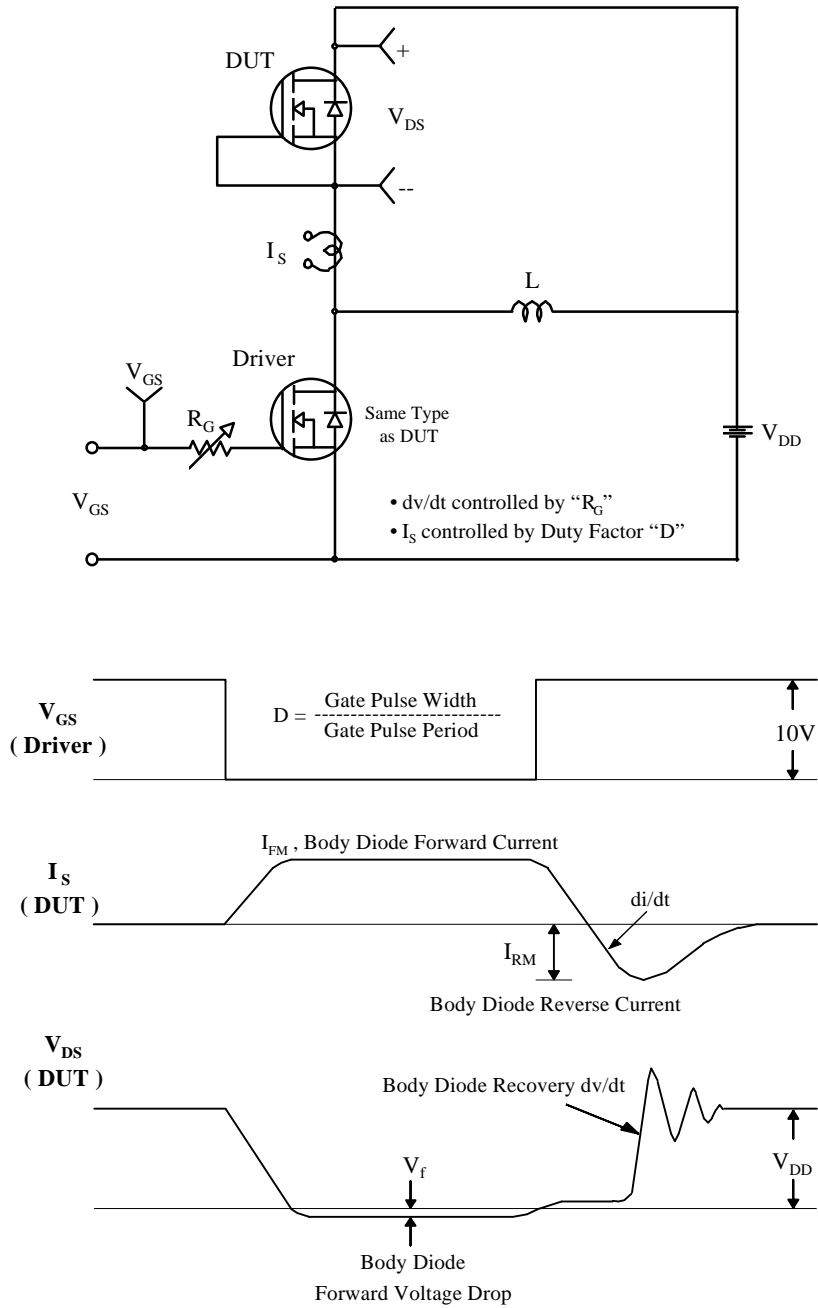 +
DUT
V_DS
--
I_S
L
Driver
V_GS
R_G
Same Type
as DUT
V_DD
V_GS
• dv/dt controlled by “R_G”
• I_S controlled by Duty Factor “D”
V_GS
( Driver )
D = Gate Pulse Width
--------------------------
Gate Pulse Period
10V
I_FM , Body Diode Forward Current
I_S
( DUT )
di/dt
I_RM
Body Diode Reverse Current
V_DS
( DUT )
Body Diode Recovery dv/dt
V_f
V_DD
Body Diode
Forward Voltage Drop